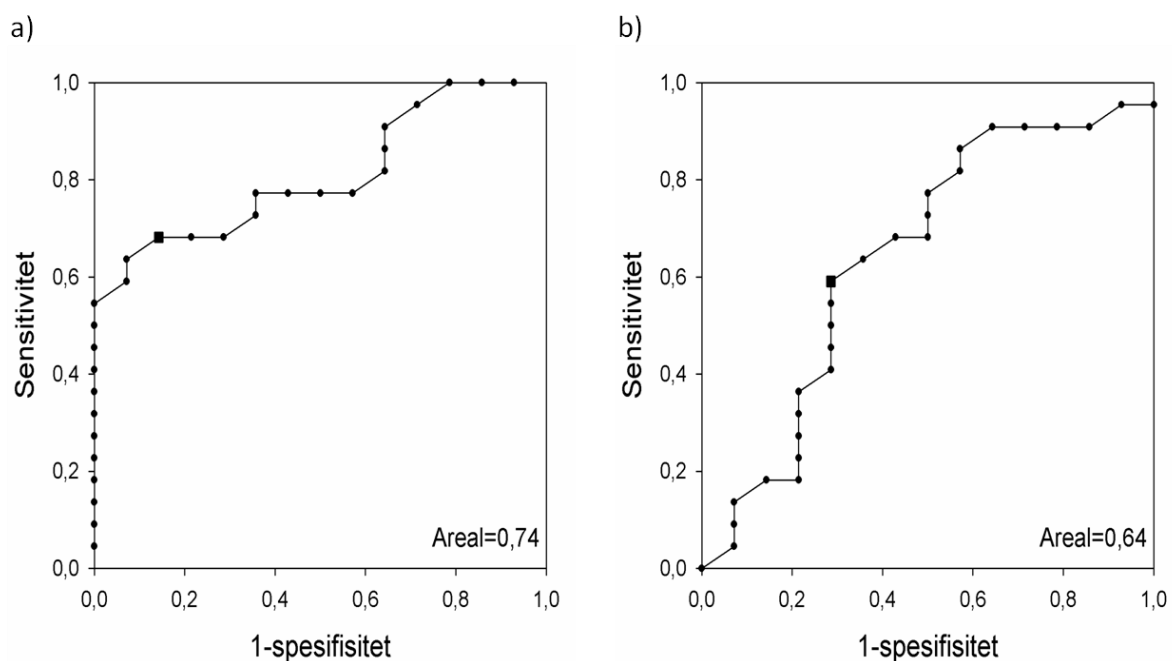 a)
1,0
0,8
0,6
0,4
0,2
0,0
Sensitivitet
Areal=0,74
0,0 0,2 0,4 0,6 0,8 1,0
1-spesifisitet
b)
1,0
0,8
0,6
0,4
0,2
0,0
Sensitivitet
Areal=0,64
0,0 0,2 0,4 0,6 0,8 1,0
1-spesifisitet